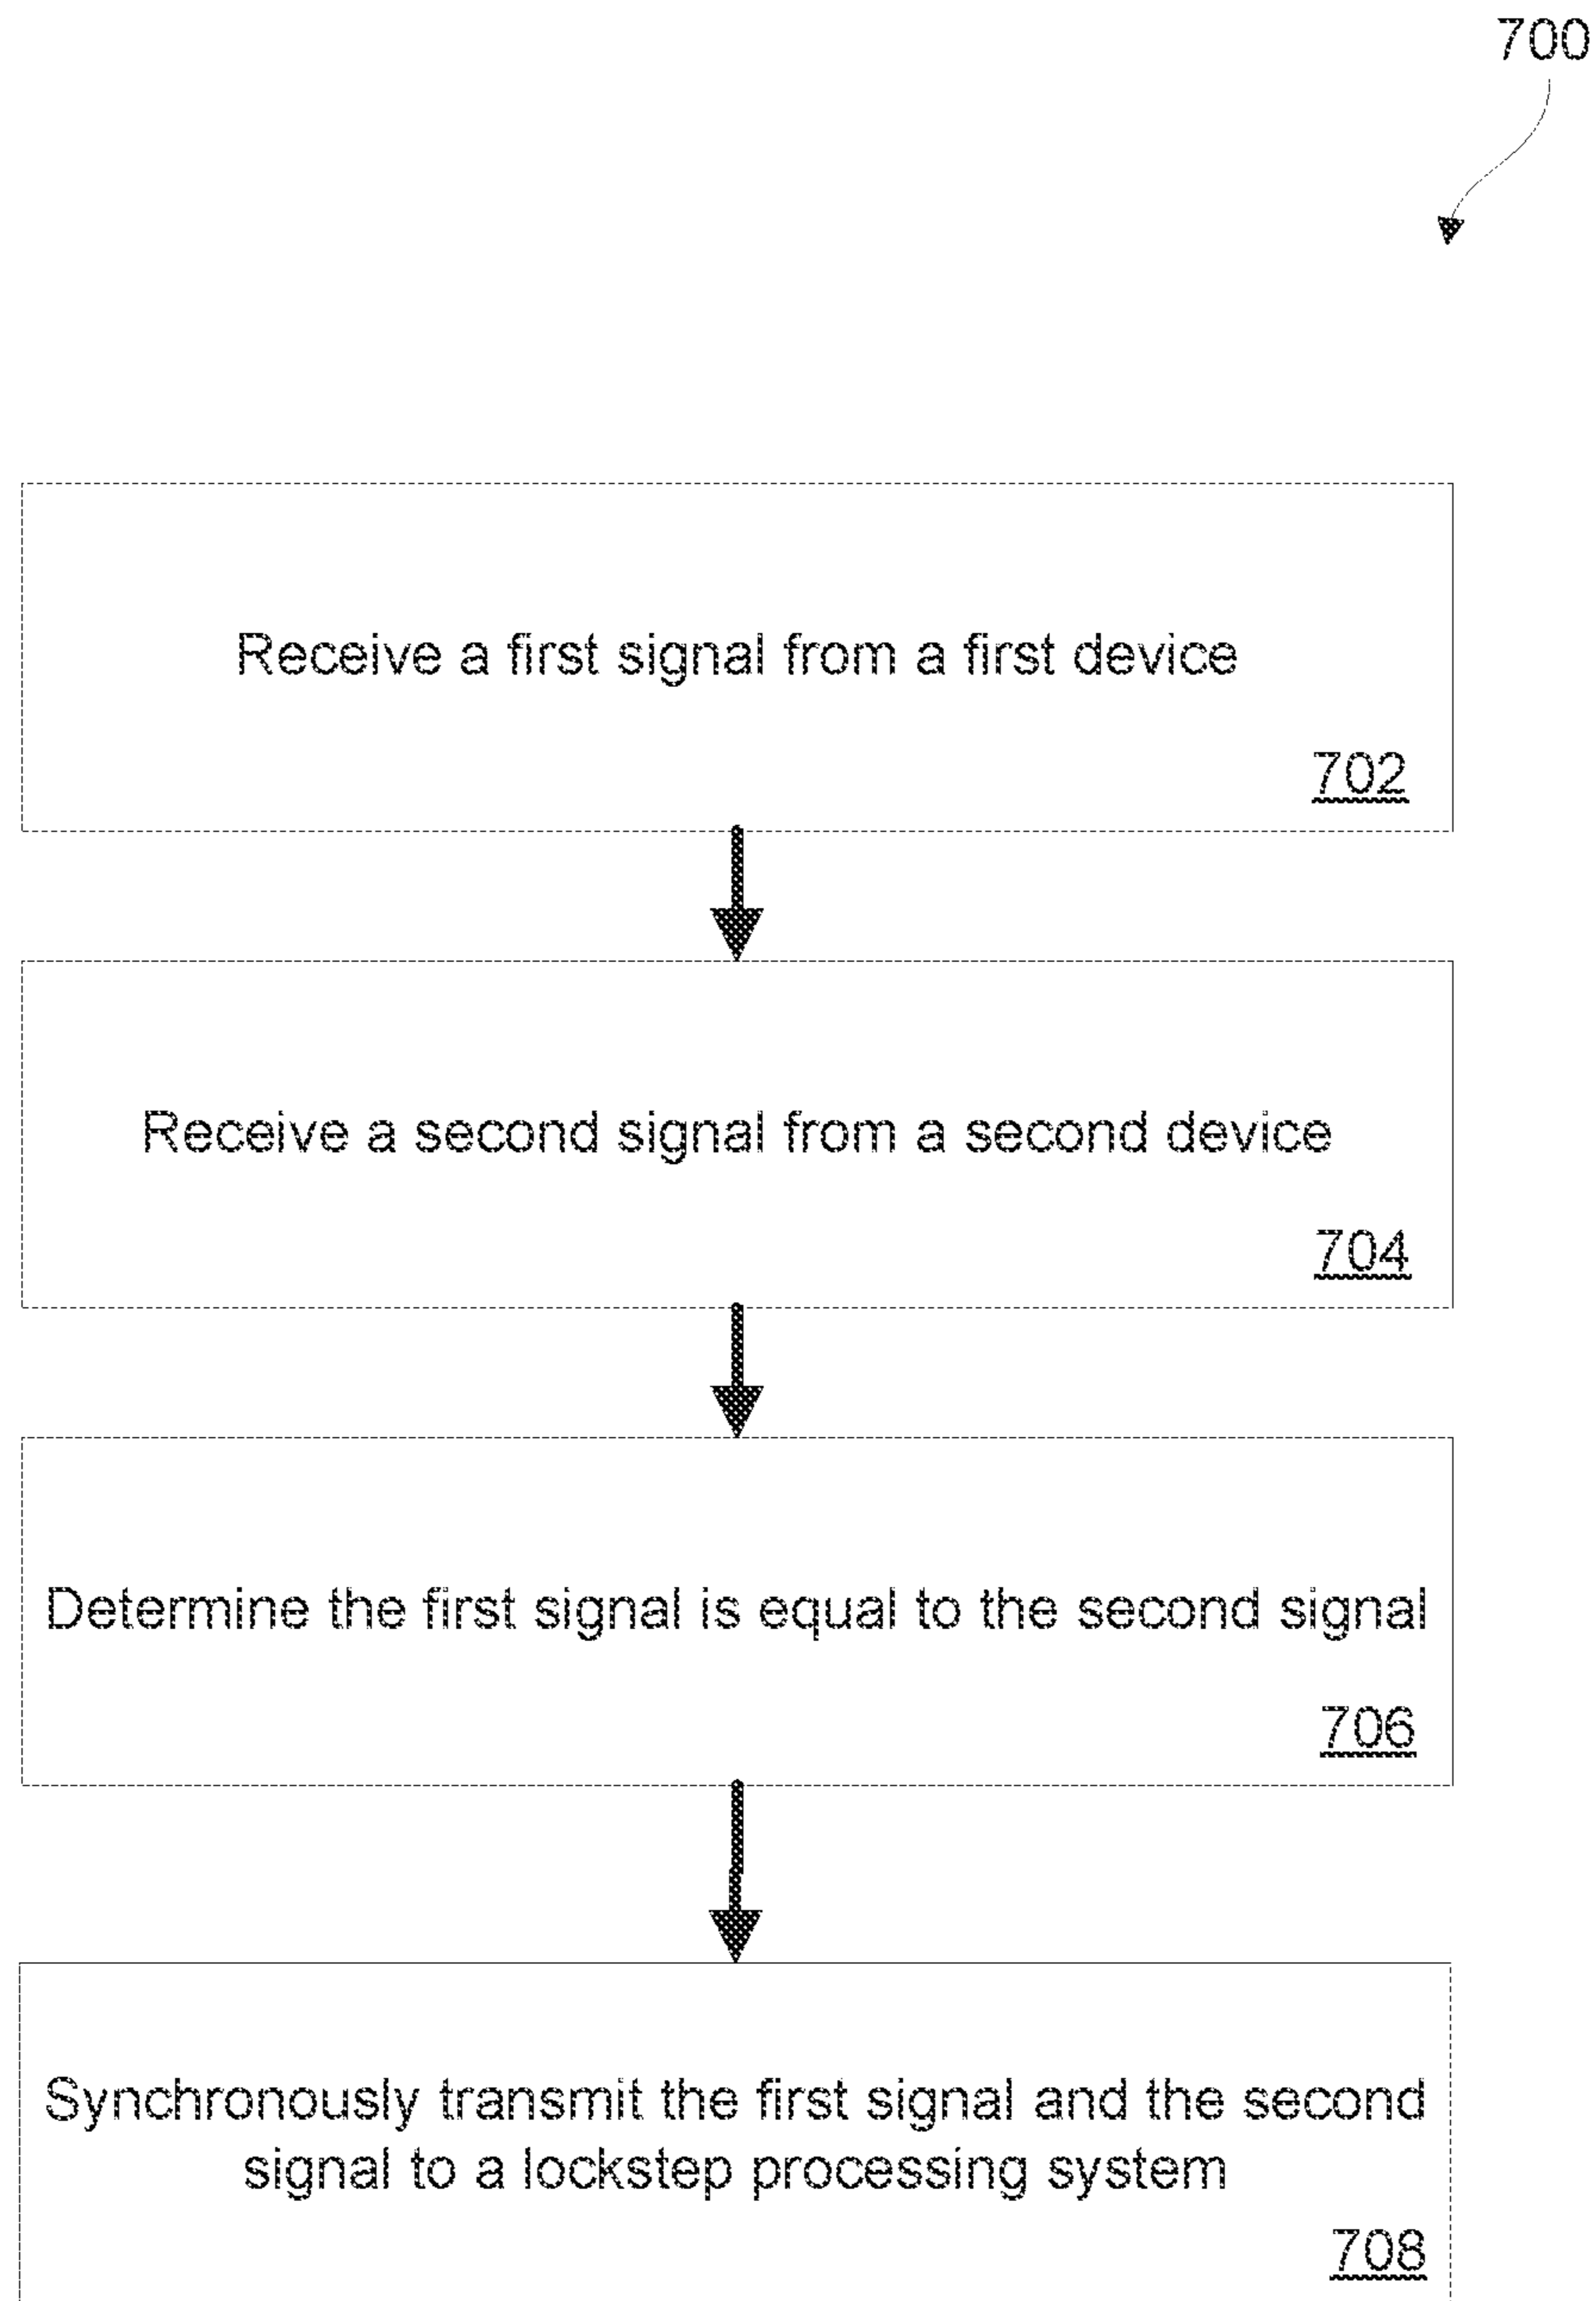 700
Receive a first signal from a first device
702
Receive a second signal from a second device
704
Determine the first signal is equal to the second signal
706
Synchronously transmit the first signal and the second
signal to a lockstep processing system
708